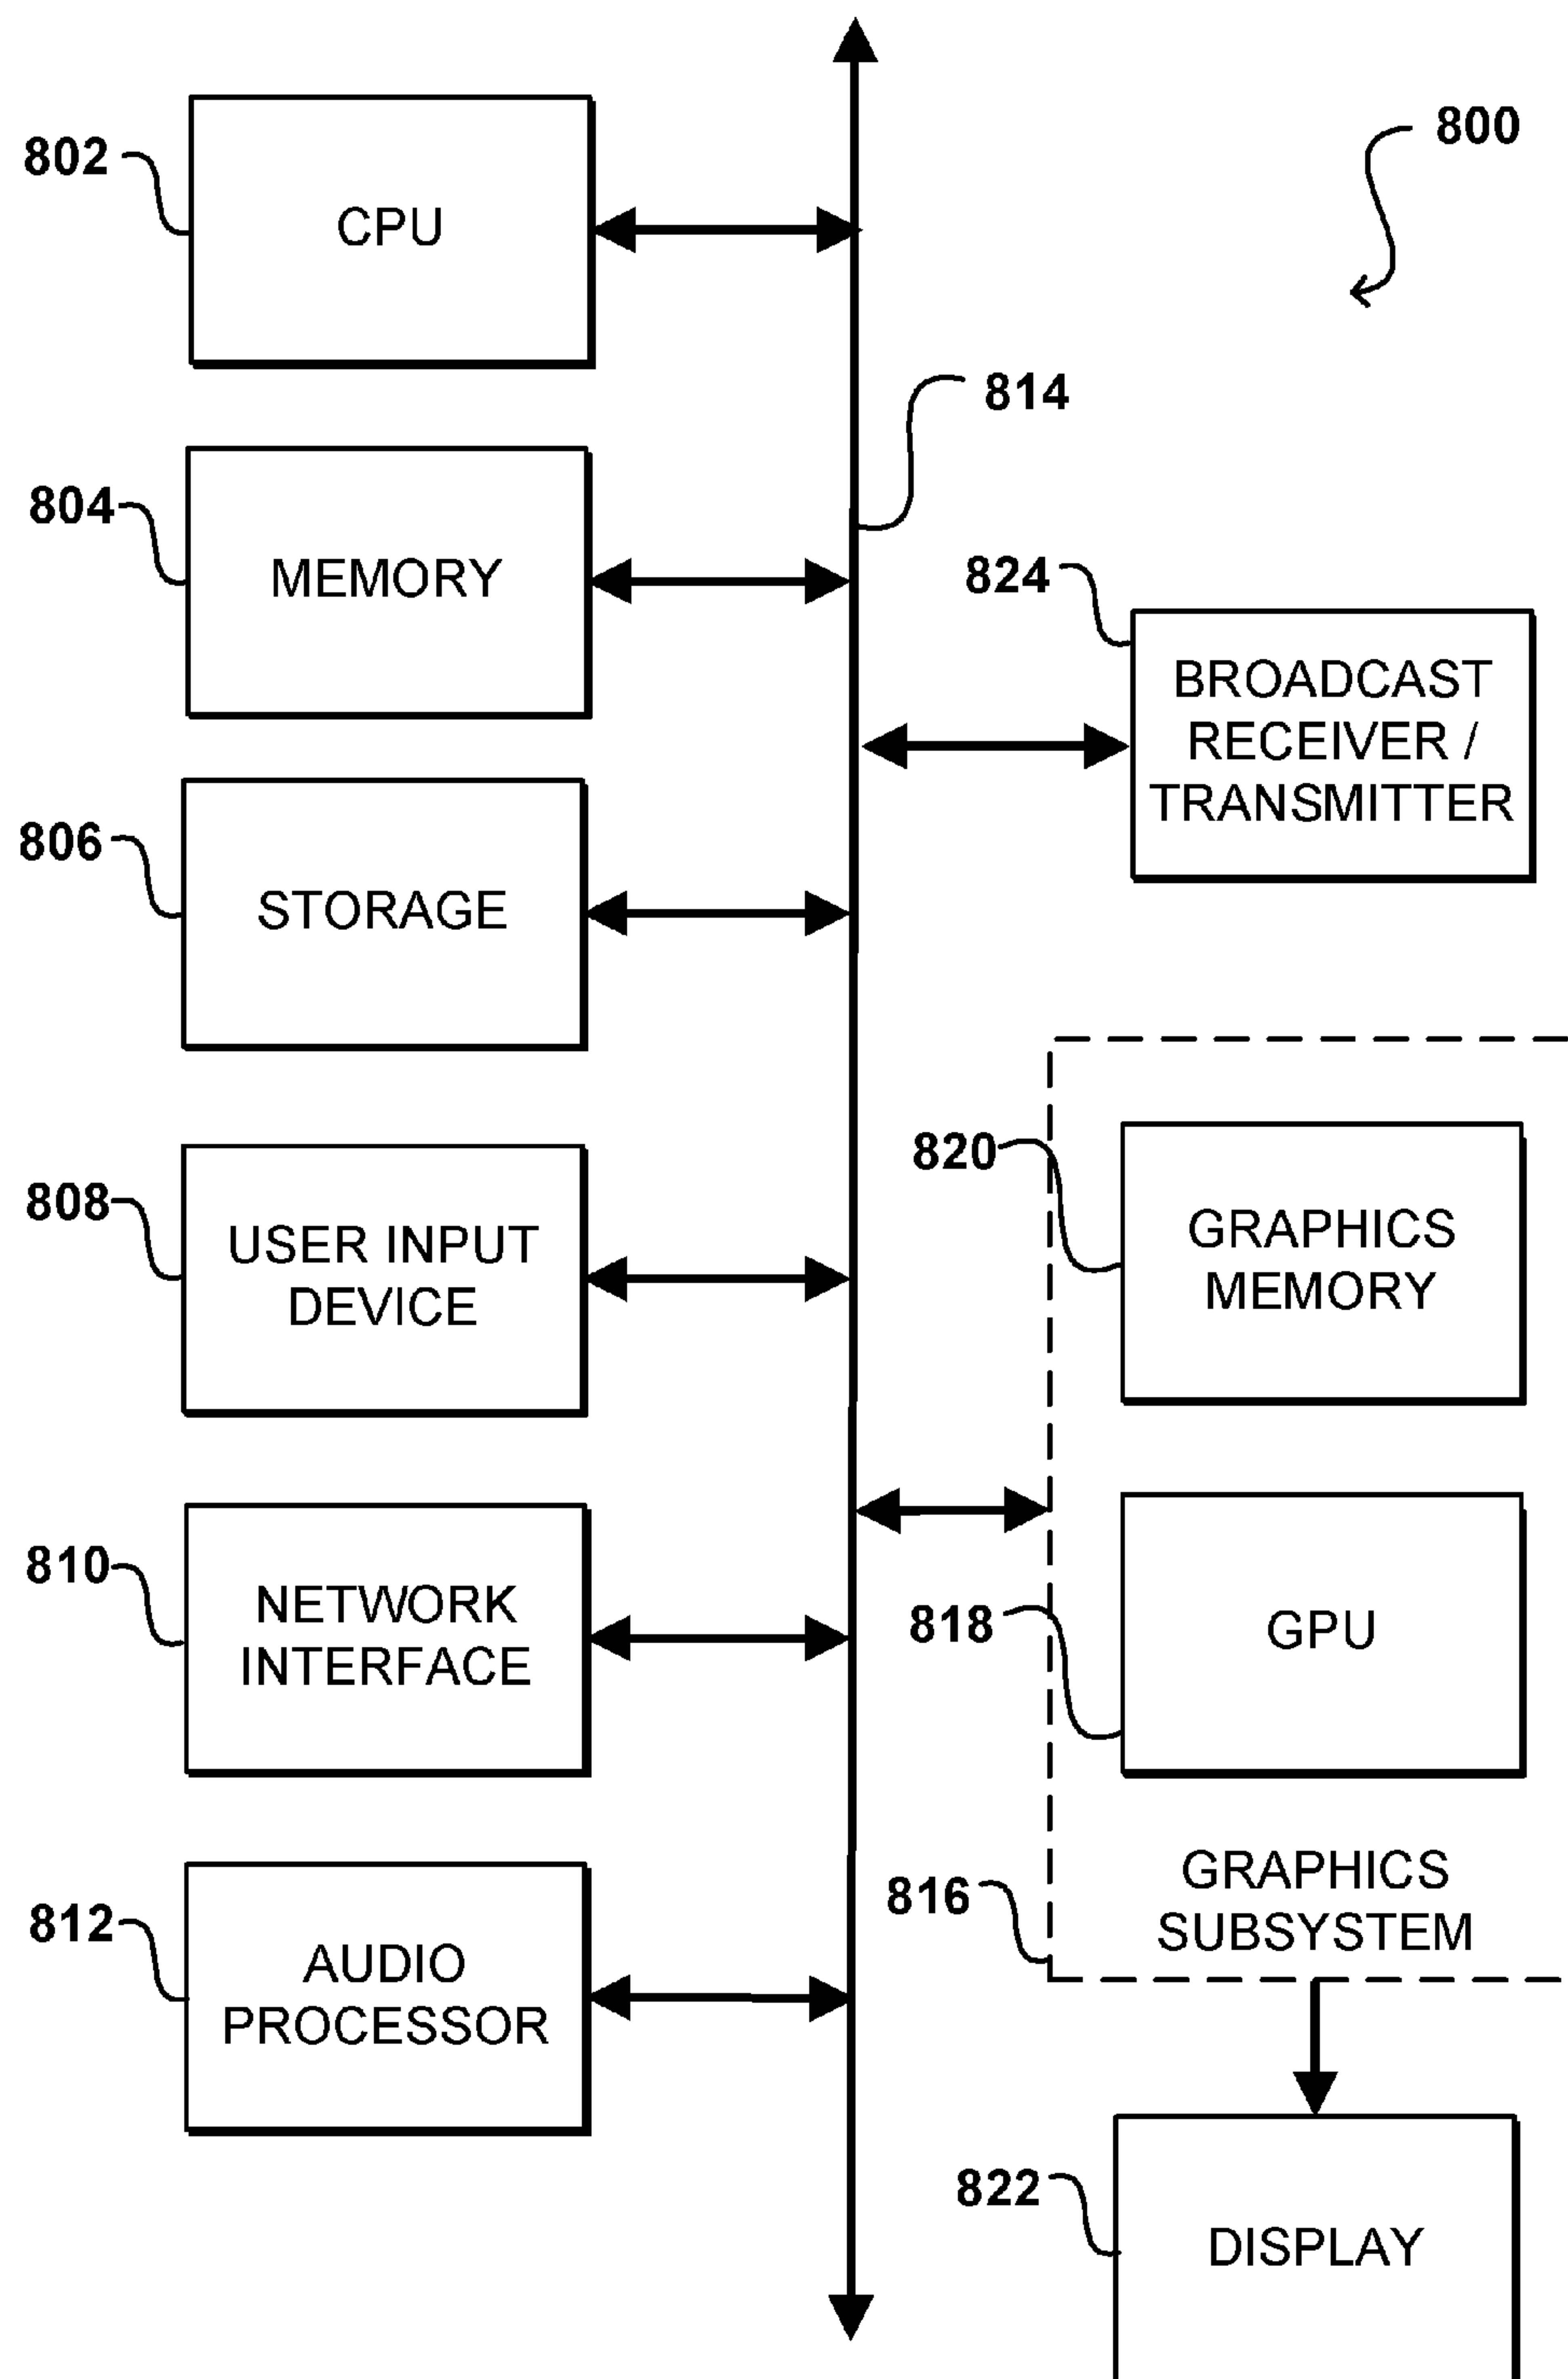 800
802
CPU
814
804
MEMORY
824
BROADCAST
RECEIVER /
TRANSMITTER
806
STORAGE
820
GRAPHICS
MEMORY
808
USER INPUT
DEVICE
810
NETWORK
INTERFACE
818
GPU
816
GRAPHICS
SUBSYSTEM
812
AUDIO
PROCESSOR
822
DISPLAY